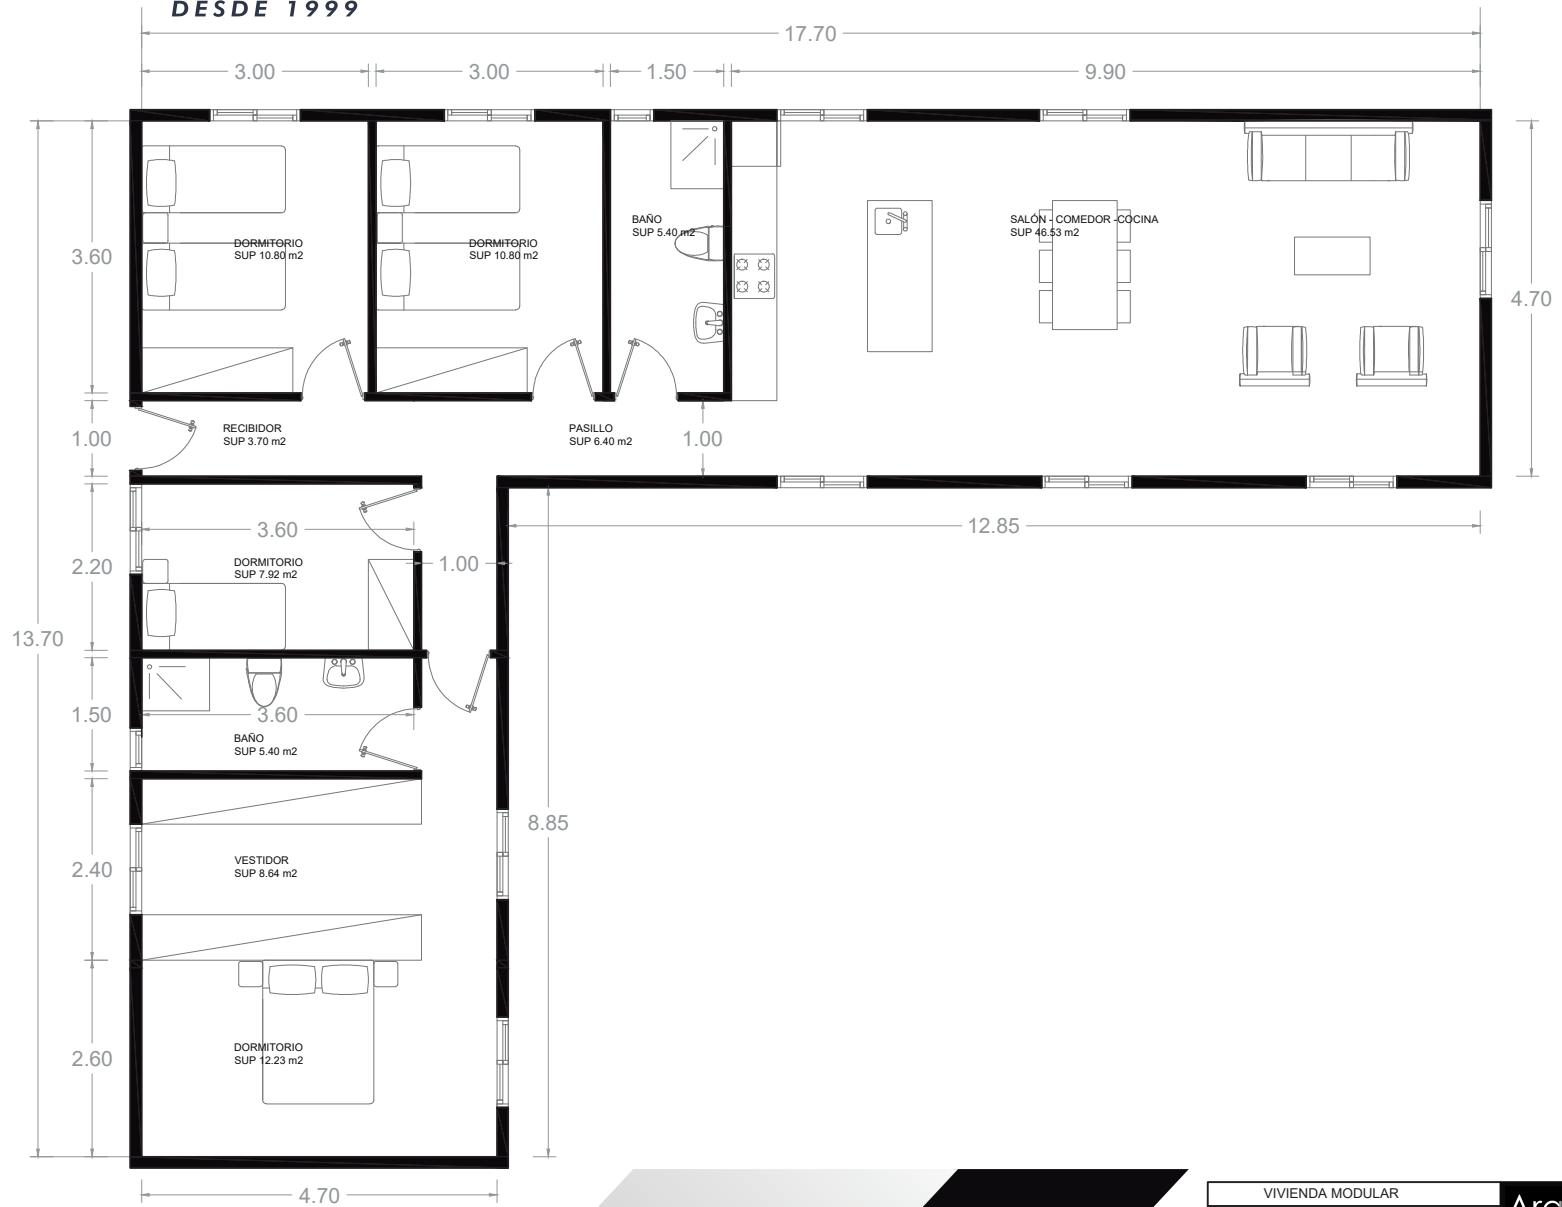 DESDE 1999
17.70
3.00
3.00
1.50
9.90
3.60
DORMITORIO
SUP 10.80 m2
DORMITORIO
SUP 10.80 m2
BAÑO
SUP 5.40 m2
SALÓN - COMEDOR -COCINA
SUP 46.53 m2
4.70
1.00
RECIBIDOR
SUP 3.70 m2
PASILLO
SUP 6.40 m2
1.00
3.60
12.85
2.20
DORMITORIO
SUP 7.92 m2
1.00
13.70
1.50
3.60
BAÑO
SUP 5.40 m2
8.85
2.40
VESTIDOR
SUP 8.64 m2
2.60
DORMITORIO
SUP 12.23 m2
4.70
VIVIENDA MODULAR